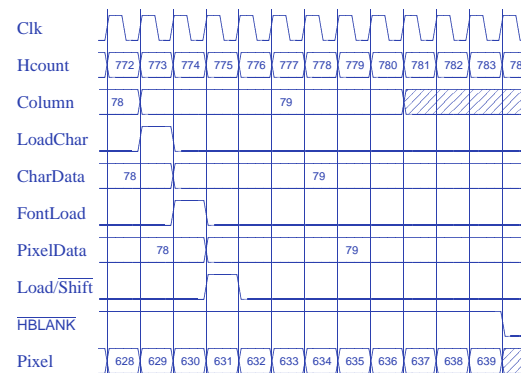 Clk
Hcount 772 773 774 775 776 777 778 779 780 781 782 783 78
Column 78 79
LoadChar
CharData 78 79
FontLoad
PixelData 78 79
Load/Shift
HBLANK
Pixel 628 629 630 631 632 633 634 635 636 637 638 639